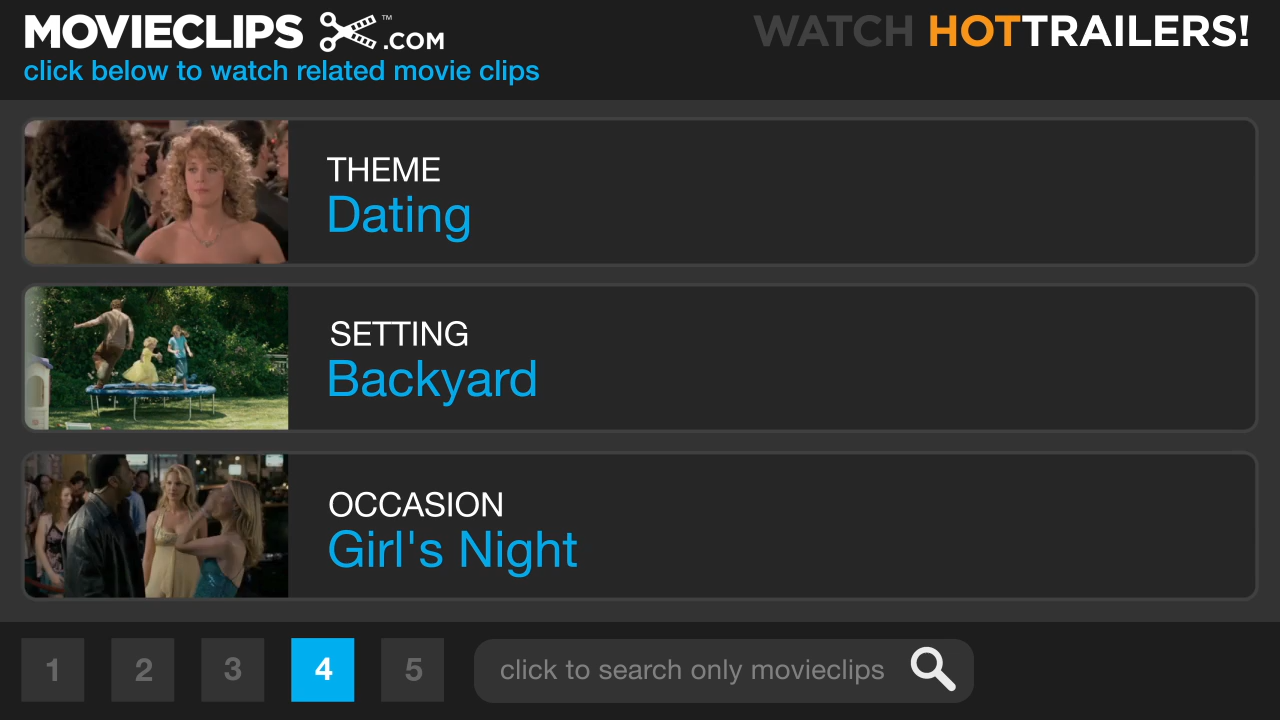 MOVIECLIPS ™ .COM
WATCH HOTTRAILERS!
click below to watch related movie clips
THEME
Dating
SETTING
Backyard
OCCASION
Girl's Night
1 2 3 4 5 click to search only movieclips